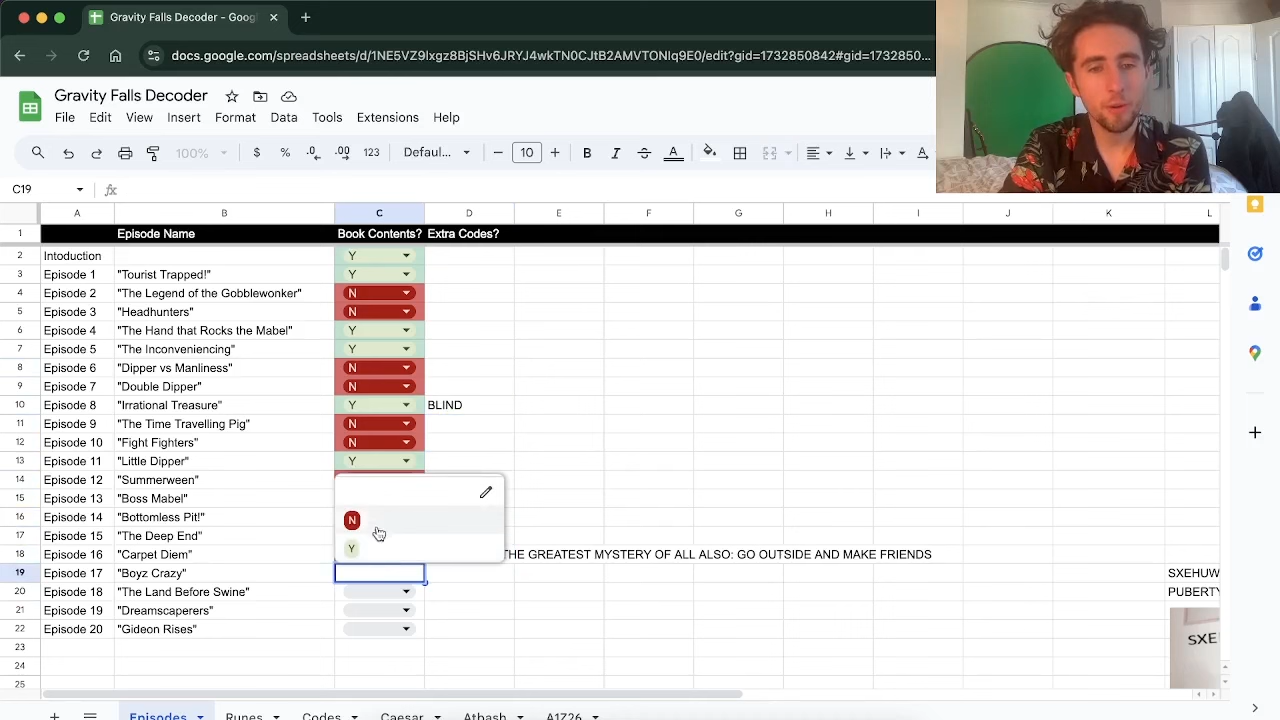 Gravity Falls Decoder - Goog
docs.google.com/spreadsheets/d/1NE5VZ9IxgzBBjSHv6JRYJ4wkTN0CJtB2AMVTONIq9E0/edit?gid=1732850842#gid=1732850...
Gravity Falls Decoder
File Edit View Insert Format Data Tools Extensions Help
100% $ % .0 .00 123 Defaul... 10 B I A
C19 fx
A B C D E F G H I J K L
1 Episode Name Book Contents? Extra Codes?
2 Intoduction Y
3 Episode 1 "Tourist Trapped!" Y
4 Episode 2 "The Legend of the Gobblewonker" N
5 Episode 3 "Headhunters" N
6 Episode 4 "The Hand that Rocks the Mabel" Y
7 Episode 5 "The Inconveniencing" Y
8 Episode 6 "Dipper vs Manliness" N
9 Episode 7 "Double Dipper" N
10 Episode 8 "Irrational Treasure" Y BLIND
11 Episode 9 "The Time Travelling Pig" N
12 Episode 10 "Fight Fighters" N
13 Episode 11 "Little Dipper" Y
14 Episode 12 "Summerween"
15 Episode 13 "Boss Mabel"
16 Episode 14 "Bottomless Pit!" N
17 Episode 15 "The Deep End" Y
18 Episode 16 "Carpet Diem" THE GREATEST MYSTERY OF ALL ALSO: GO OUTSIDE AND MAKE FRIENDS
19 Episode 17 "Boyz Crazy" SXEHUW
20 Episode 18 "The Land Before Swine" PUBERTY
21 Episode 19 "Dreamscaperers"
22 Episode 20 "Gideon Rises"
23 SXE
24
25
Episodes Runes Codes Caesar Atbash A1Z26